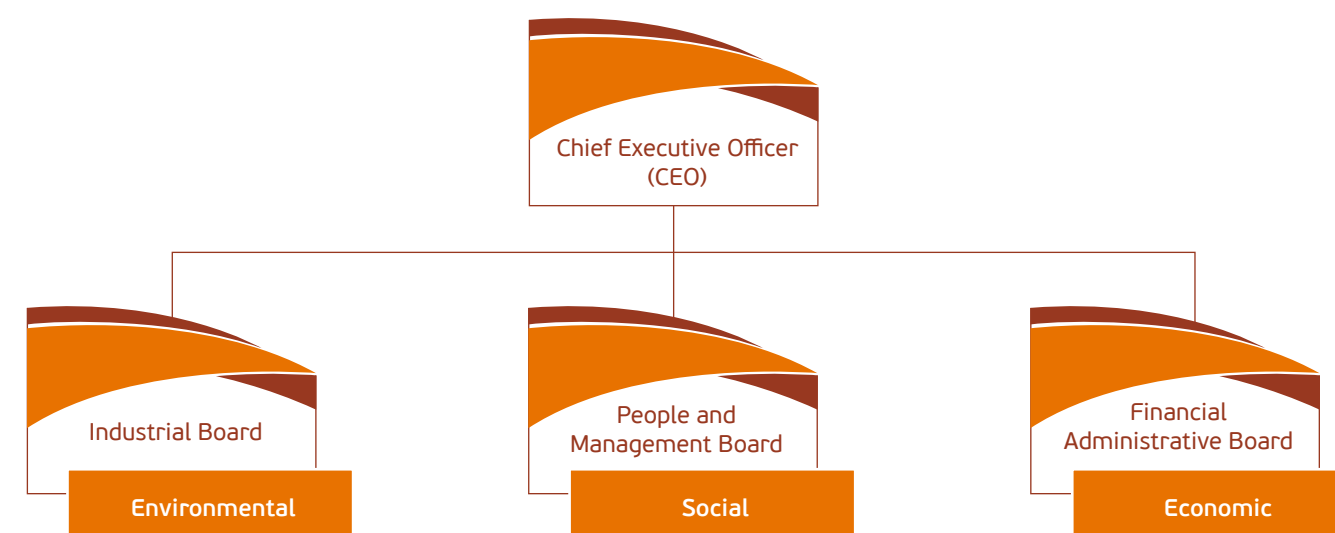 Chief Executive Officer
(CEO)
Industrial Board
Environmental
People and
Management Board
Social
Financial
Administrative Board
Economic